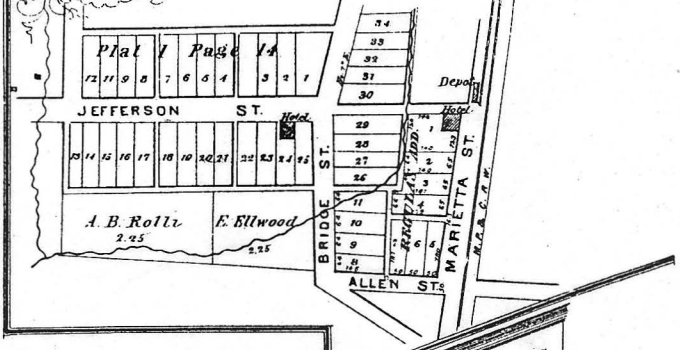 Plat 1 Page 14
12 11 9 8 7 6 5 4 3 2 1
34
33
32
31
30
Depot
Hotel
JEFFERSON ST.
Hotel
13 14 15 16 17 18 19 20 21 22 23 24 25
29
28
27
26
BRIDGE ST.
11
10
9
8
REGULAS ADD.
1
2
3
4
6 5
MARIETTA ST.
A. B. Rolli
2.25
E. Ellwood
2.25
ALLEN ST.